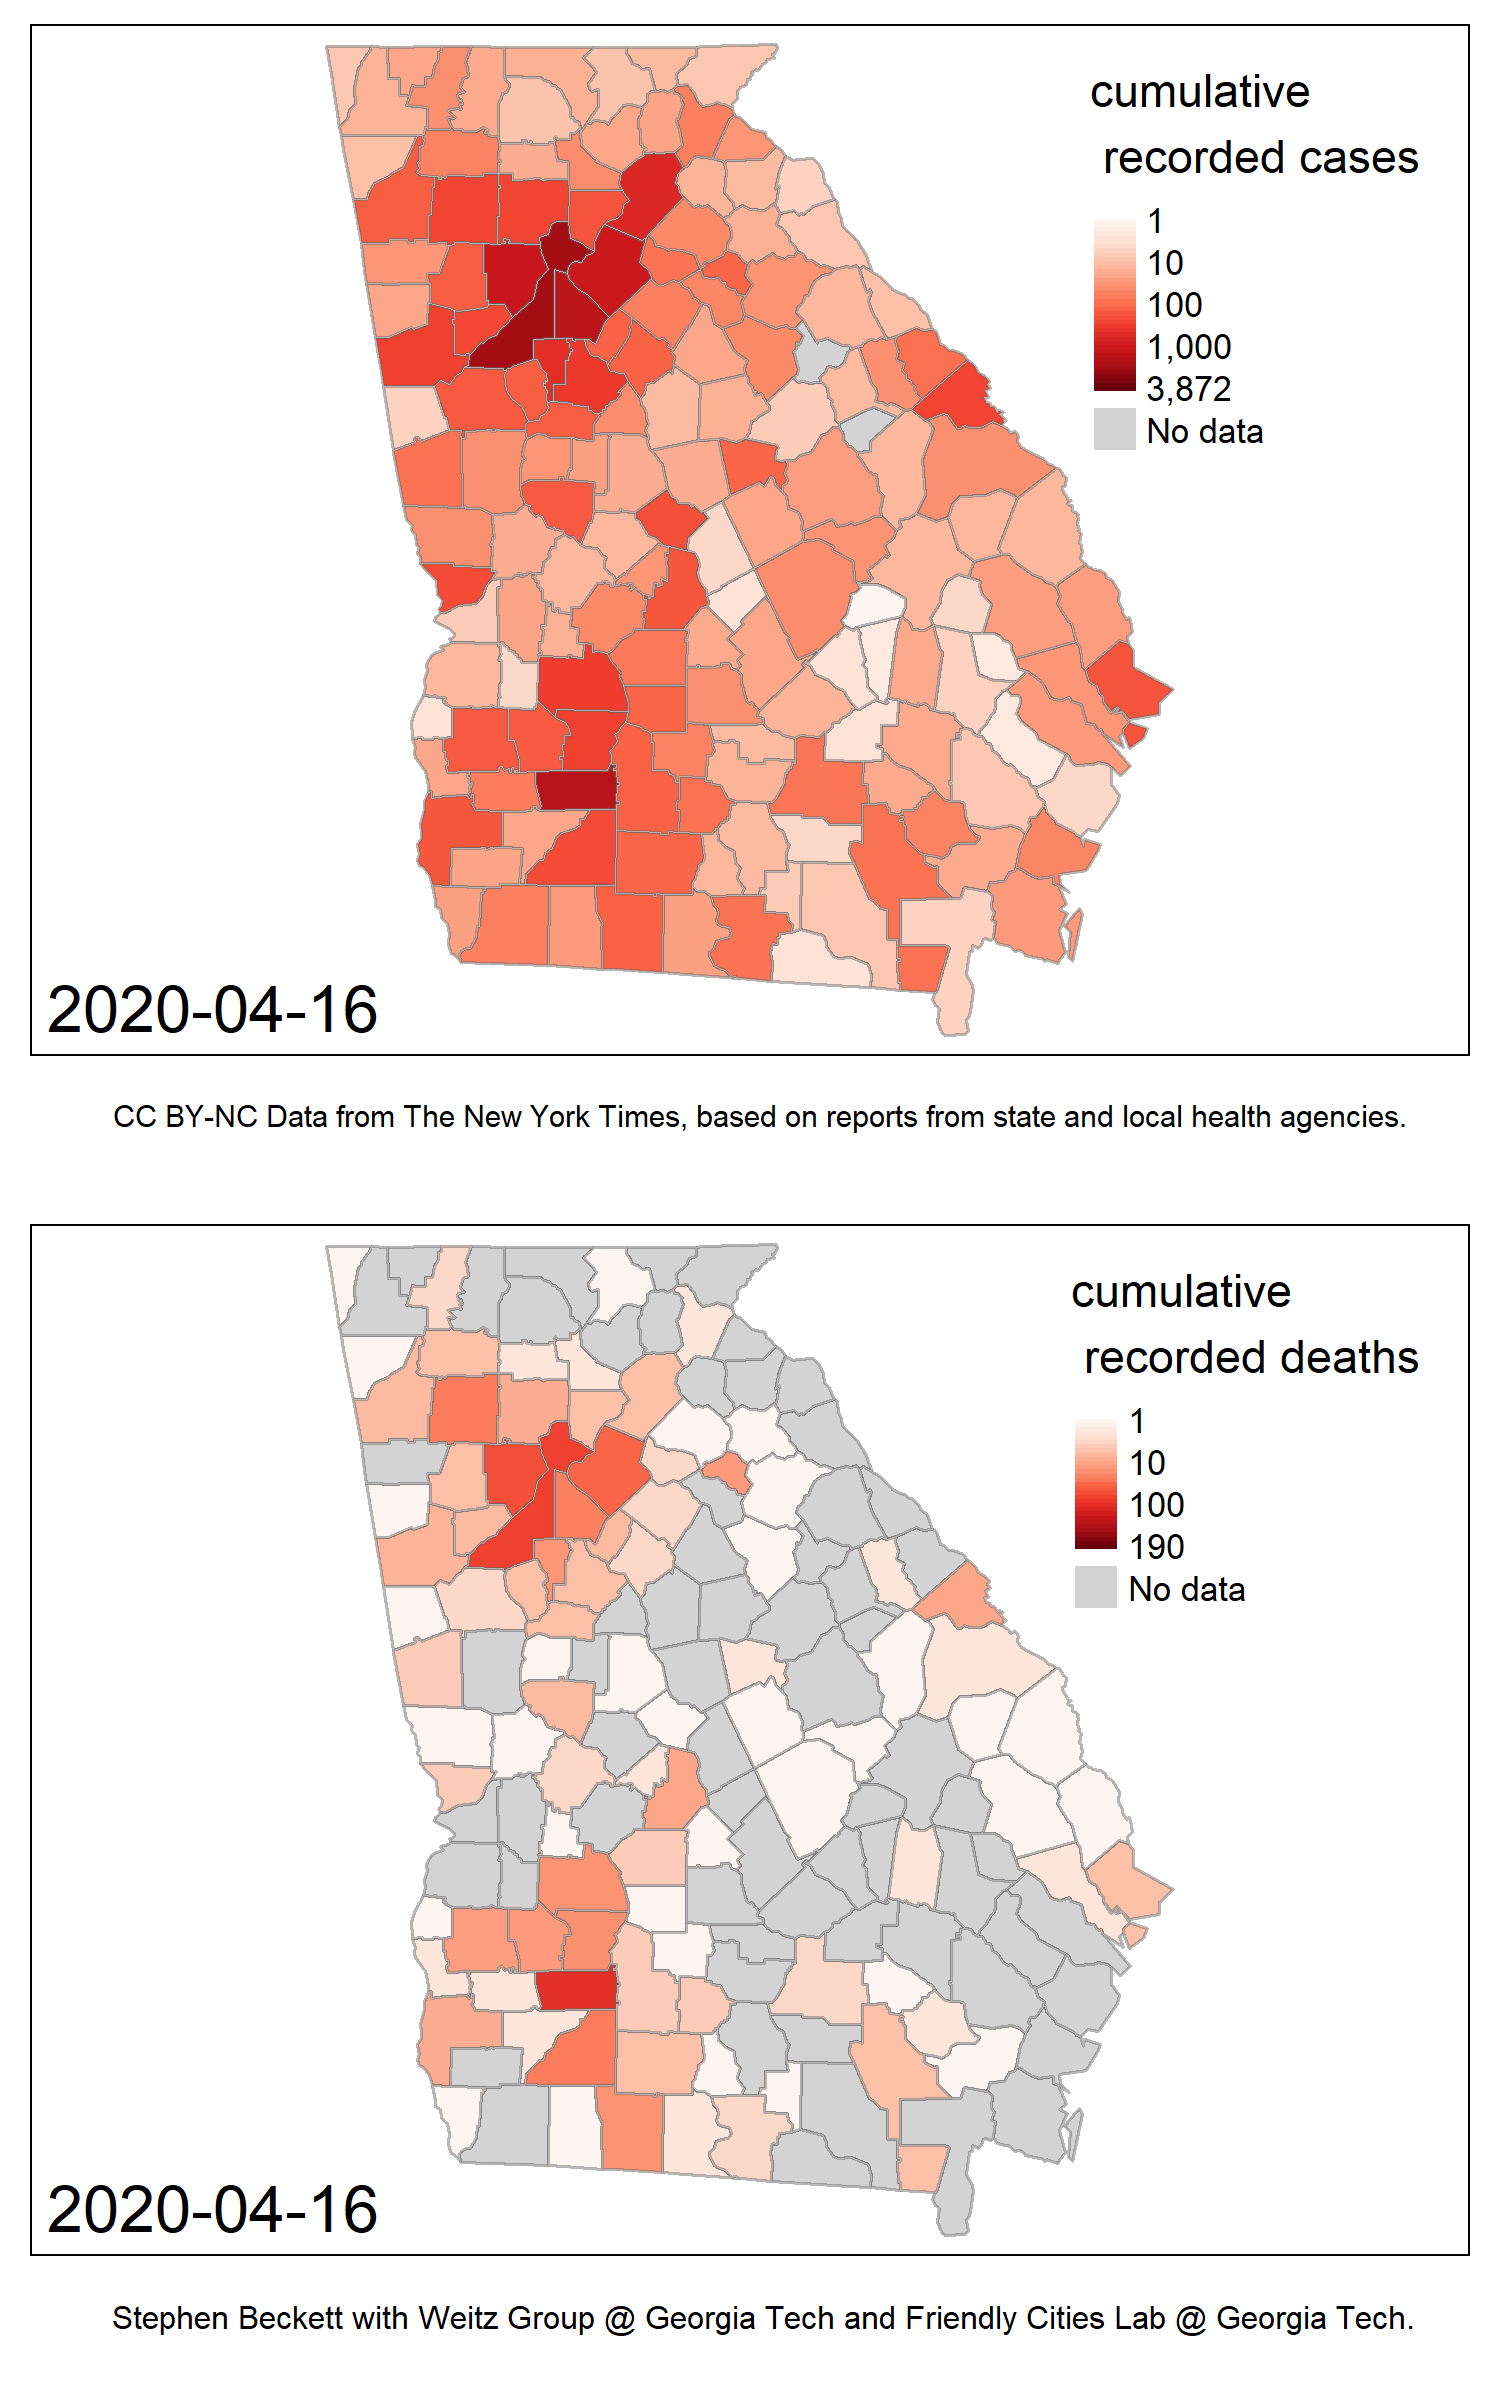 cumulative
recorded cases
1
10
100
1,000
3,872
No data
2020-04-16
CC BY-NC Data from The New York Times, based on reports from state and local health agencies.
cumulative
recorded deaths
1
10
100
190
No data
2020-04-16
Stephen Beckett with Weitz Group @ Georgia Tech and Friendly Cities Lab @ Georgia Tech.